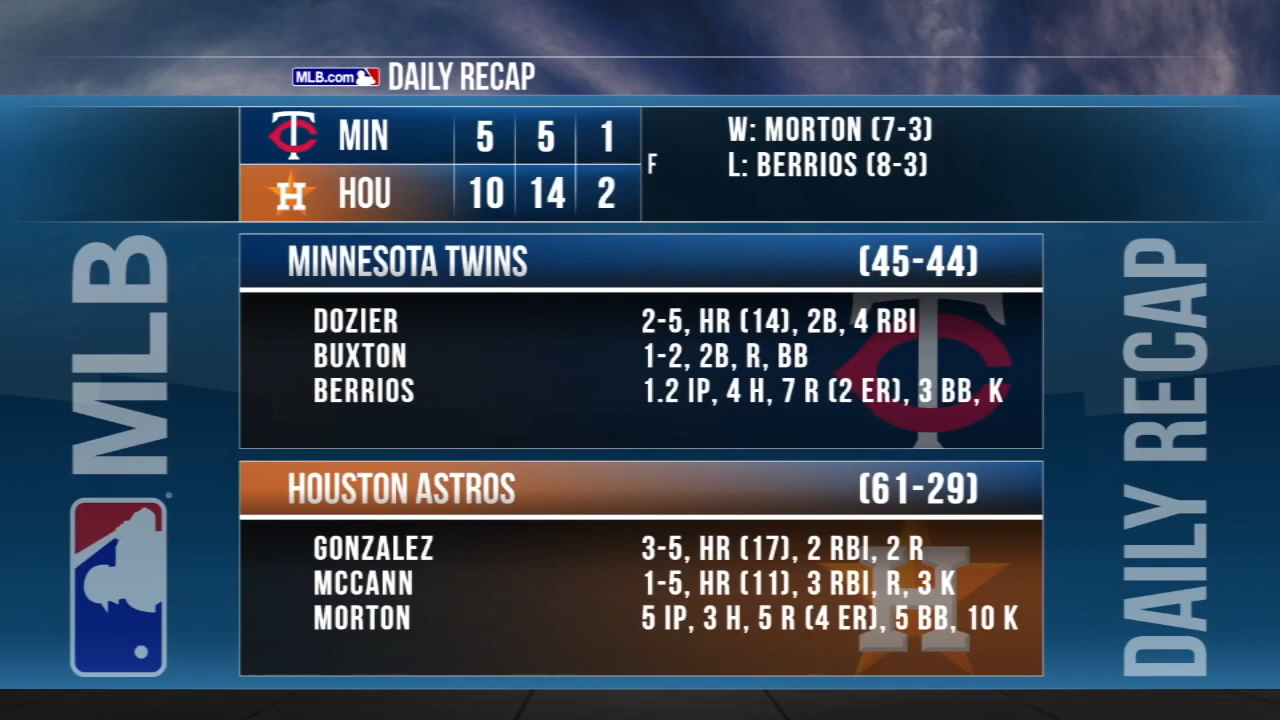 MLB.com DAILY RECAP
MIN 5 5 1
HOU 10 14 2
F
W: MORTON (7-3)
L: BERRIOS (8-3)
MINNESOTA TWINS (45-44)
DOZIER 2-5, HR (14), 2B, 4 RBI
BUXTON 1-2, 2B, R, BB
BERRIOS 1.2 IP, 4 H, 7 R (2 ER), 3 BB, K
HOUSTON ASTROS (61-29)
GONZALEZ 3-5, HR (17), 2 RBI, 2 R
MCCANN 1-5, HR (11), 3 RBI, R, 3 K
MORTON 5 IP, 3 H, 5 R (4 ER), 5 BB, 10 K
MLB
DAILY RECAP